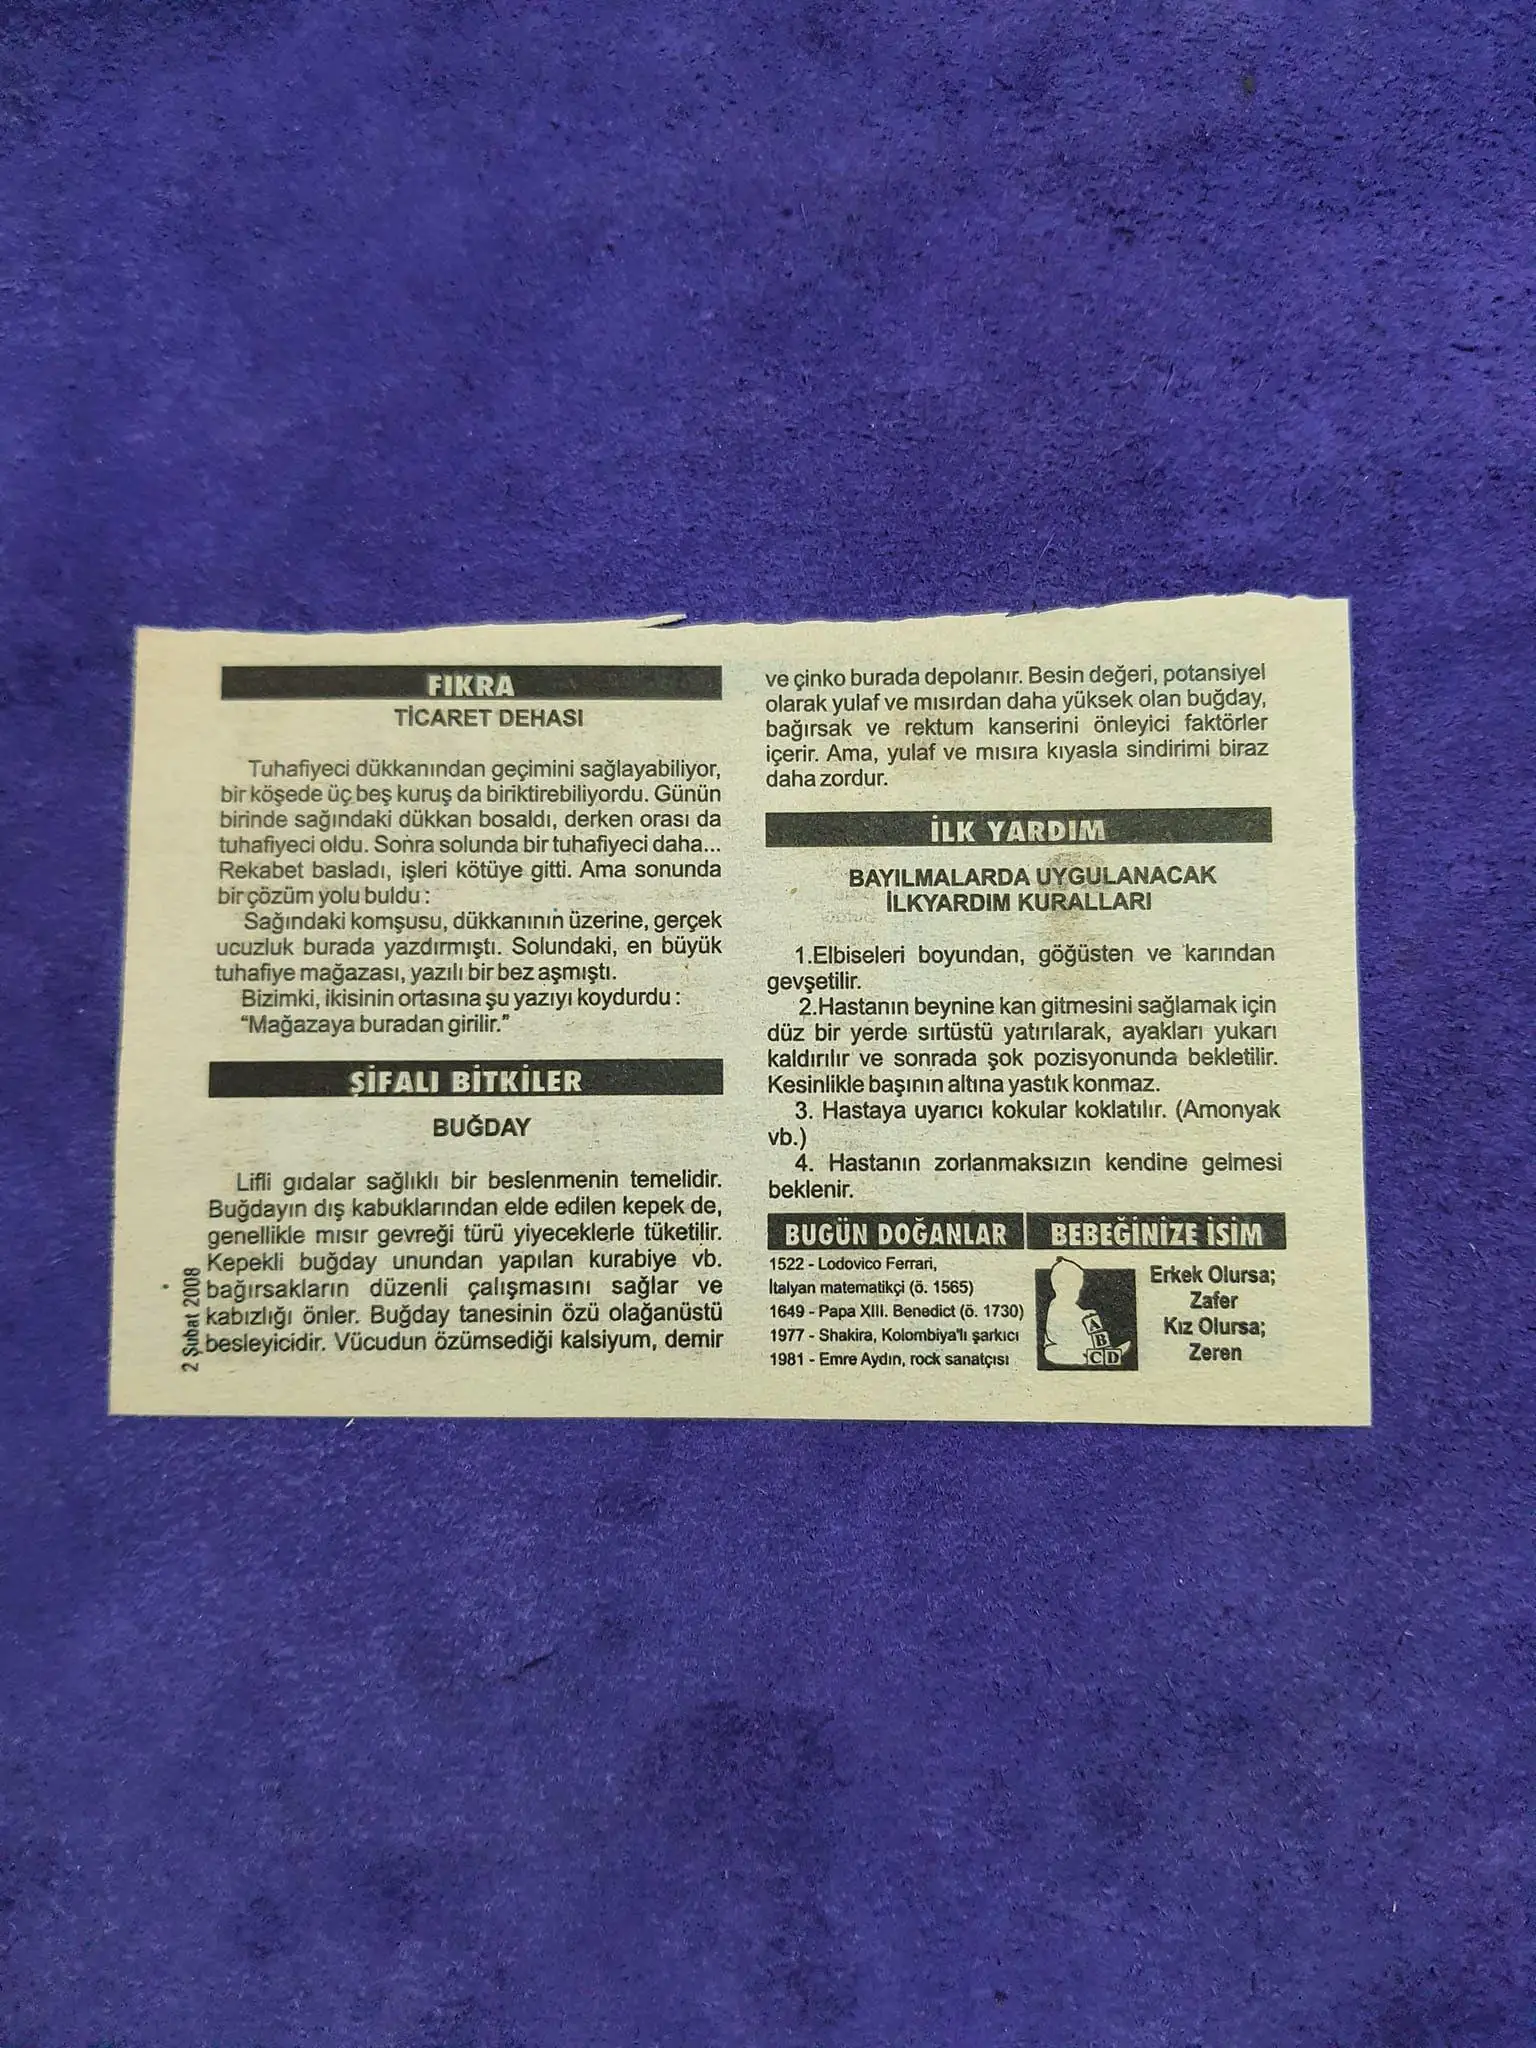 FIKRA
TİCARET DEHASI
Tuhafiyeci dükkanından geçimini sağlayabiliyor,
bir köşede üç beş kuruş da biriktirebiliyordu. Günün
birinde sağındaki dükkan bosaldı, derken orası da
tuhafiyeci oldu. Sonra solunda bir tuhafiyeci daha...
Rekabet basladı, işleri kötüye gitti. Ama sonunda
bir çözüm yolu buldu :
Sağındaki komşusu, dükkanının üzerine, gerçek
ucuzluk burada yazdırmıştı. Solundaki, en büyük
tuhafiye mağazası, yazılı bir bez aşmıştı.
Bizimki, ikisinin ortasına şu yazıyı koydurdu :
“Mağazaya buradan girilir.”
ŞİFALI BİTKİLER
BUĞDAY
Lifli gıdalar sağlıklı bir beslenmenin temelidir.
Buğdayın dış kabuklarından elde edilen kepek de,
genellikle mısır gevreği türü yiyeceklerle tüketilir.
Kepekli buğday unundan yapılan kurabiye vb.
bağırsakların düzenli çalışmasını sağlar ve
kabızlığı önler. Buğday tanesinin özü olağanüstü
besleyicidir. Vücudun özümsediği kalsiyum, demir
2 Şubat 2008
ve çinko burada depolanır. Besin değeri, potansiyel
olarak yulaf ve mısırdan daha yüksek olan buğday,
bağırsak ve rektum kanserini önleyici faktörler
içerir. Ama, yulaf ve mısıra kıyasla sindirimi biraz
daha zordur.
İLK YARDIM
BAYILMALARDA UYGULANACAK
İLKYARDIM KURALLARI
1.Elbiseleri boyundan, göğüsten ve karından
gevşetilir.
2.Hastanın beynine kan gitmesini sağlamak için
düz bir yerde sırtüstü yatırılarak, ayakları yukarı
kaldırılır ve sonrada şok pozisyonunda bekletilir.
Kesinlikle başının altına yastık konmaz.
3. Hastaya uyarıcı kokular koklatılır. (Amonyak
vb.)
4. Hastanın zorlanmaksızın kendine gelmesi
beklenir.
BUGÜN DOĞANLAR
1522 - Lodovico Ferrari,
İtalyan matematikçi (ö. 1565)
1649 - Papa XIII. Benedict (ö. 1730)
1977 - Shakira, Kolombiya'lı şarkıcı
1981 - Emre Aydın, rock sanatçısı
BEBEĞİNİZE İSİM
A
B
C D
Erkek Olursa;
Zafer
Kız Olursa;
Zeren